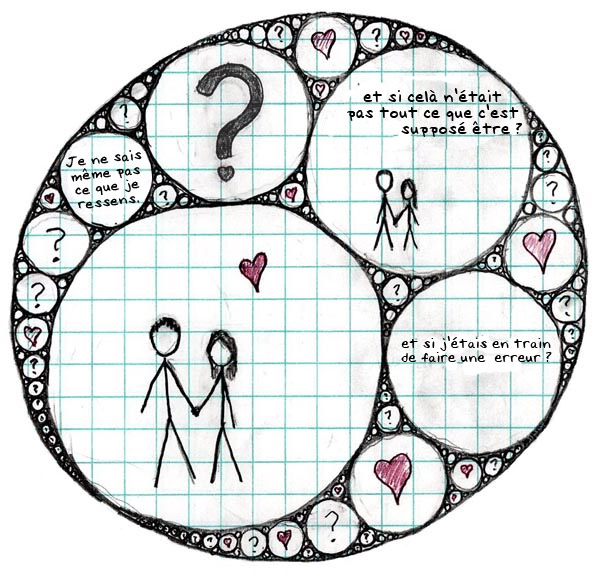 ?
et si celà n'était
pas tout ce que c'est
supposé être ?
Je ne sais
même pas
ce que je
ressens.
et si j'étais en train
de faire une erreur ?